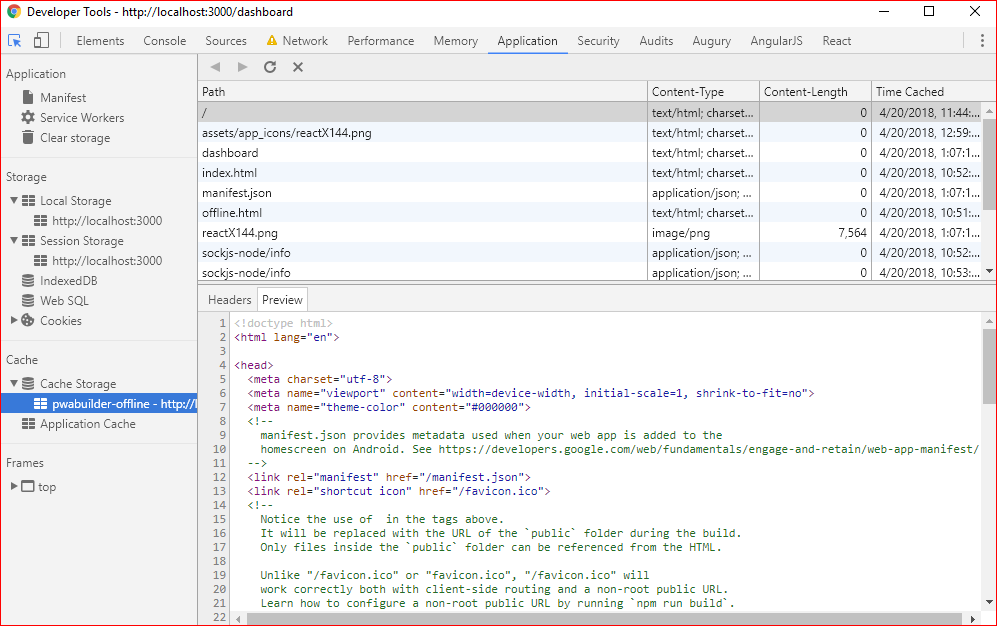 Developer Tools - http://localhost:3000/dashboard
Elements Console Sources Network Performance Memory Application Security Audits Augury AngularJS React
Application
Manifest
Service Workers
Clear storage
Storage
Local Storage
http://localhost:3000
Session Storage
http://localhost:3000
IndexedDB
Web SQL
Cookies
Cache
Cache Storage
pwabuilder-offline - http://l
Application Cache
Frames
top
Path Content-Type Content-Length Time Cached
/ text/html; charset... 0 4/20/2018, 11:44:...
assets/app_icons/reactX144.png text/html; charset... 0 4/20/2018, 12:59:...
dashboard text/html; charset... 0 4/20/2018, 1:07:1...
index.html text/html; charset... 0 4/20/2018, 10:52:...
manifest.json application/json; ... 0 4/20/2018, 1:07:1...
offline.html text/html; charset... 0 4/20/2018, 10:51:...
reactX144.png image/png 7,564 4/20/2018, 1:07:1...
sockjs-node/info application/json; ... 0 4/20/2018, 10:52:...
sockjs-node/info application/json; ... 0 4/20/2018, 10:53:...
Headers Preview
1 <!doctype html>
2 <html lang="en">
3
4 <head>
5 <meta charset="utf-8">
6 <meta name="viewport" content="width=device-width, initial-scale=1, shrink-to-fit=no">
7 <meta name="theme-color" content="#000000">
8 <!--
9 manifest.json provides metadata used when your web app is added to the
10 homescreen on Android. See https://developers.google.com/web/fundamentals/engage-and-retain/web-app-manifest/
11 -->
12 <link rel="manifest" href="/manifest.json">
13 <link rel="shortcut icon" href="/favicon.ico">
14 <!--
15 Notice the use of  in the tags above.
16 It will be replaced with the URL of the `public` folder during the build.
17 Only files inside the `public` folder can be referenced from the HTML.
18
19 Unlike "/favicon.ico" or "favicon.ico", "/favicon.ico" will
20 work correctly both with client-side routing and a non-root public URL.
21 Learn how to configure a non-root public URL by running `npm run build`.
22